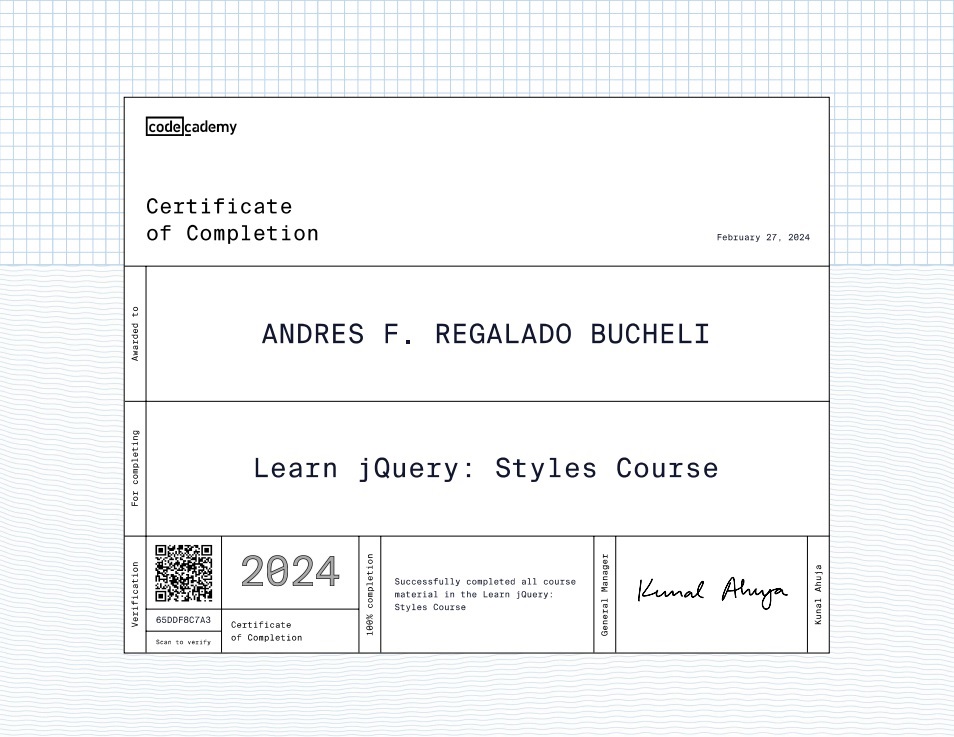 codecademy
Certificate
of Completion
February 27, 2024
Awarded to
ANDRES F. REGALADO BUCHELI
For completing
Learn jQuery: Styles Course
Verification
65DDF8C7A3
Scan to verify
2024
Certificate
of Completion
100% completion
Successfully completed all course
material in the Learn jQuery:
Styles Course
General Manager
Kunal Ahuja
Kunal Ahuja